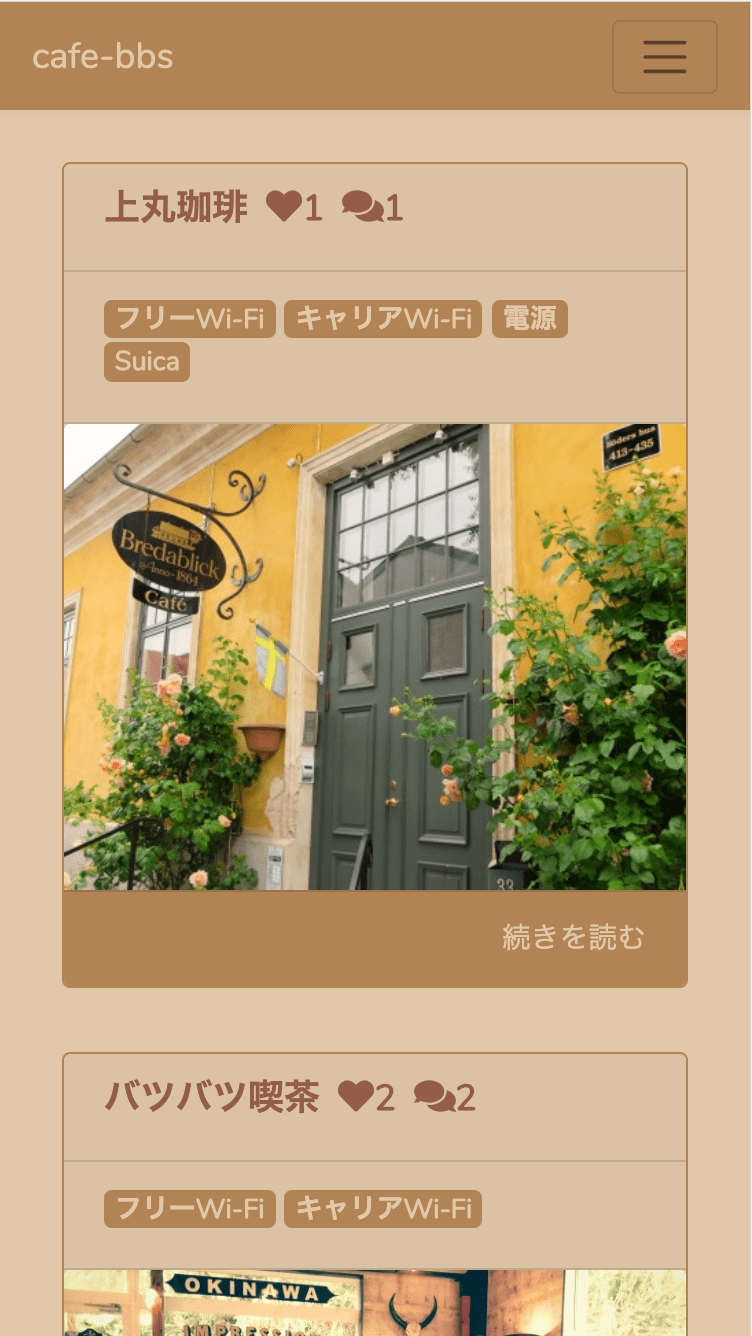 cafe-bbs
上丸珈琲 1 1
フリーWi-Fi キャリアWi-Fi 電源
Suica
Söders hus
413-435
Bredablick
Anno-1864
Café
33
続きを読む
バツバツ喫茶 2 2
フリーWi-Fi キャリアWi-Fi
OKINAWA